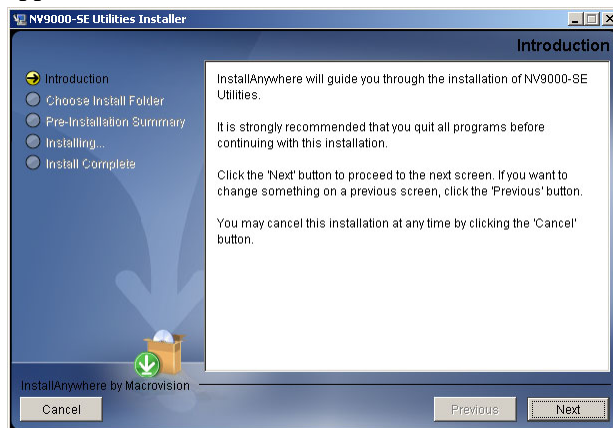 NV9000-SE Utilities Installer
Introduction
Introduction
Choose Install Folder
Pre-Installation Summary
Installing...
Install Complete
InstallAnywhere will guide you through the installation of NV9000-SE
Utilities.
It is strongly recommended that you quit all programs before
continuing with this installation.
Click the 'Next' button to proceed to the next screen. If you want to
change something on a previous screen, click the 'Previous' button.
You may cancel this installation at any time by clicking the 'Cancel'
button.
InstallAnywhere by Macrovision
Cancel
Previous
Next